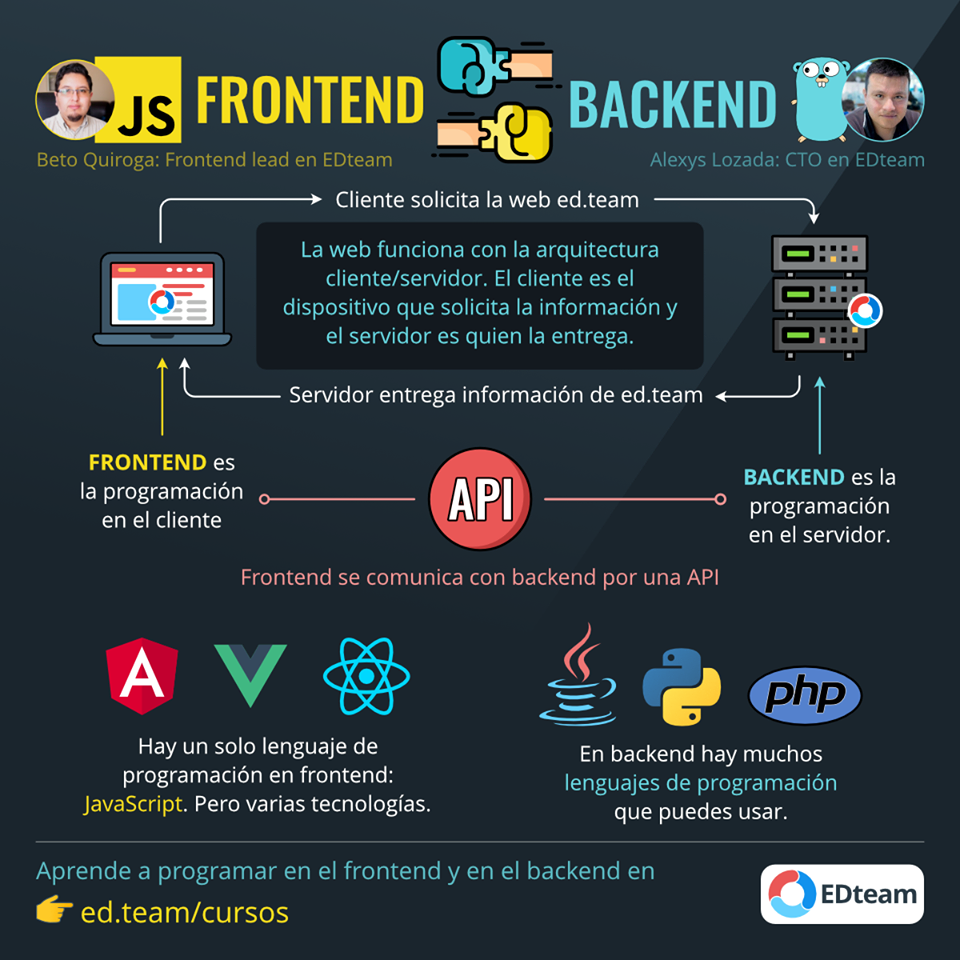 JS
FRONTEND
BACKEND
Beto Quiroga: Frontend lead en EDteam
Alexys Lozada: CTO en EDteam
Cliente solicita la web ed.team
La web funciona con la arquitectura
cliente/servidor. El cliente es el
dispositivo que solicita la información y
el servidor es quien la entrega.
Servidor entrega información de ed.team
FRONTEND es
la programación
en el cliente
API
BACKEND es la
programación
en el servidor.
Frontend se comunica con backend por una API
A
php
Hay un solo lenguaje de
programación en frontend:
JavaScript. Pero varias tecnologías.
En backend hay muchos
lenguajes de programación
que puedes usar.
Aprende a programar en el frontend y en el backend en
ed.team/cursos
EDteam